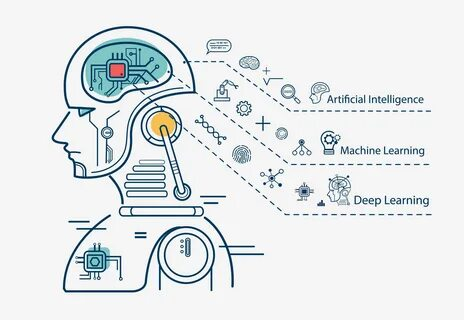 Artificial Intelligence
Machine Learning
Deep Learning